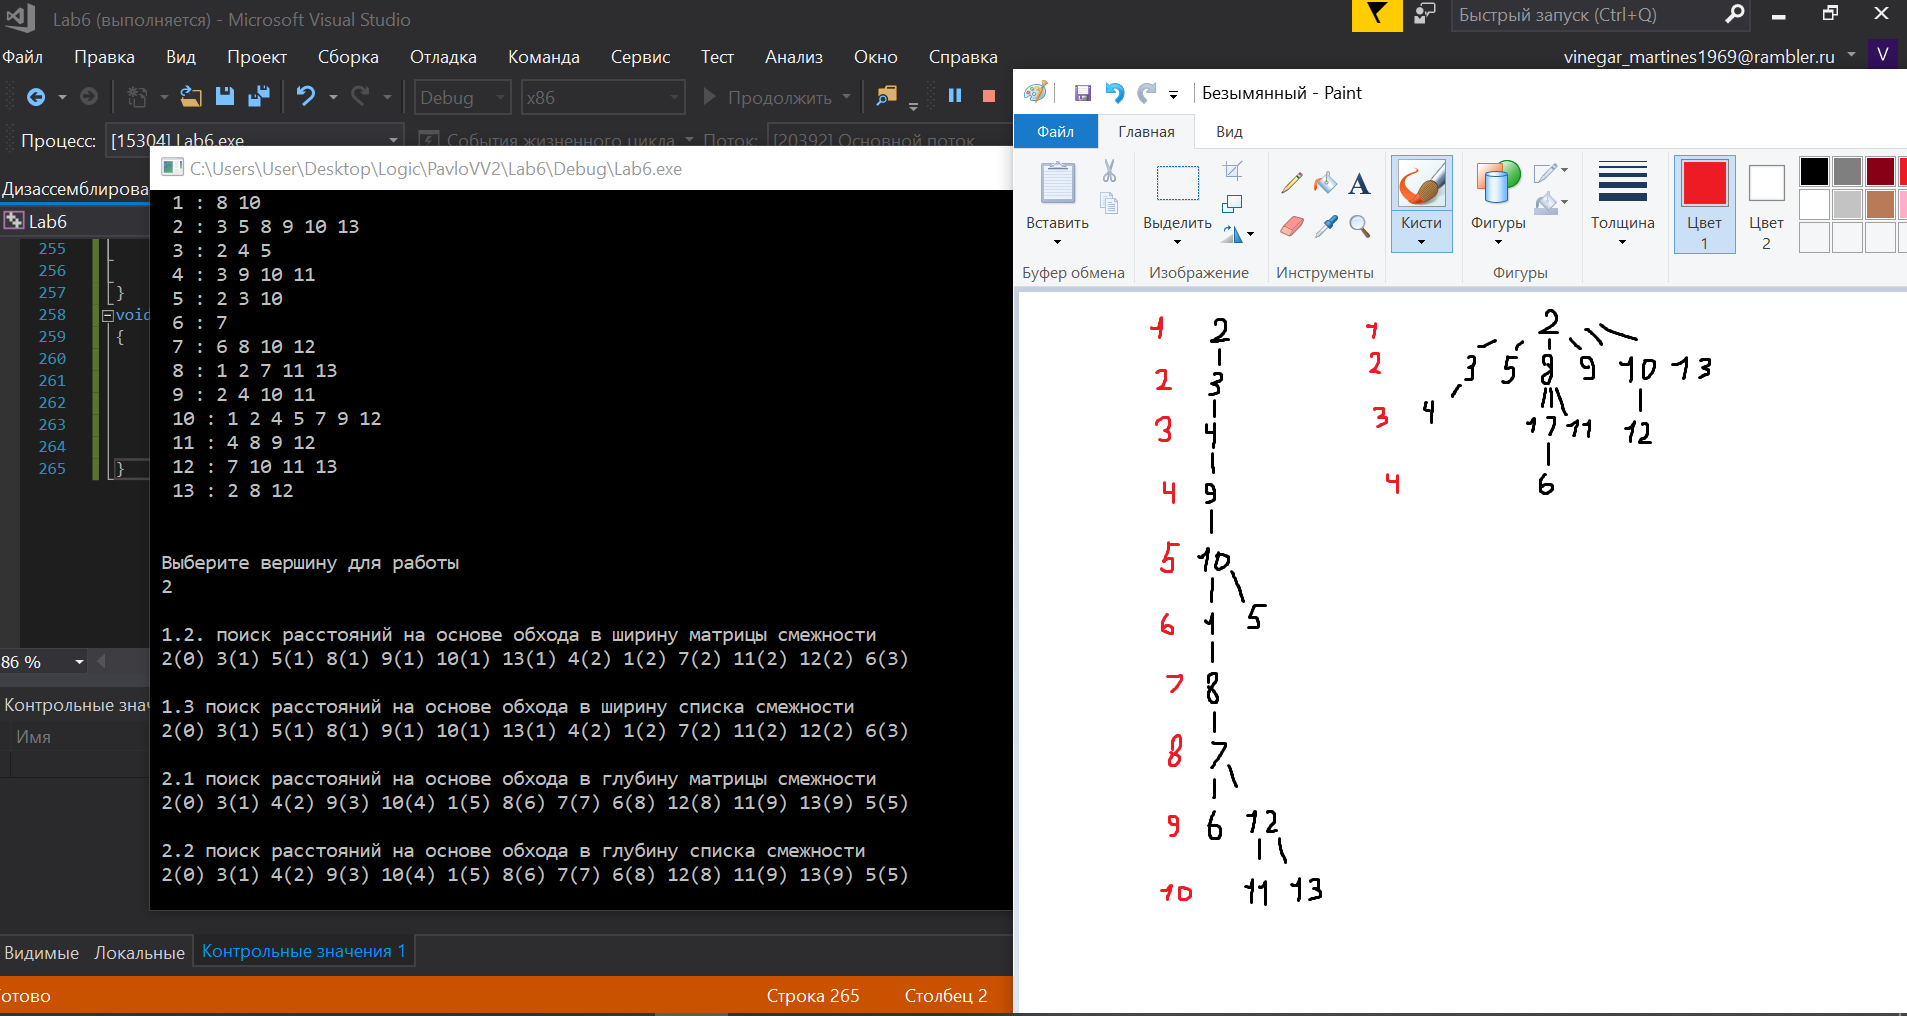 Lab6 (выполняется) - Microsoft Visual Studio
Быстрый запуск (Ctrl+Q)
Файл Правка Вид Проект Сборка Отладка Команда Сервис Тест Анализ Окно Справка
vinegar_martines1969@rambler.ru V
Debug x86 Продолжить
Процесс: [15304] Lab6.exe События жизненного цикла Поток: [20392] Основной поток
Дизассемблирова
Lab6
255
256
257 }
258 void
259 {
260
261
262
263
264
265 }
86 %
Контрольные знач
Имя
Видимые Локальные Контрольные значения 1
отово Строка 265 Столбец 2
C:\Users\User\Desktop\Logic\PavloVV2\Lab6\Debug\Lab6.exe
1 : 8 10
2 : 3 5 8 9 10 13
3 : 2 4 5
4 : 3 9 10 11
5 : 2 3 10
6 : 7
7 : 6 8 10 12
8 : 1 2 7 11 13
9 : 2 4 10 11
10 : 1 2 4 5 7 9 12
11 : 4 8 9 12
12 : 7 10 11 13
13 : 2 8 12
Выберите вершину для работы
2
1.2. поиск расстояний на основе обхода в ширину матрицы смежности
2(0) 3(1) 5(1) 8(1) 9(1) 10(1) 13(1) 4(2) 1(2) 7(2) 11(2) 12(2) 6(3)
1.3 поиск расстояний на основе обхода в ширину списка смежности
2(0) 3(1) 5(1) 8(1) 9(1) 10(1) 13(1) 4(2) 1(2) 7(2) 11(2) 12(2) 6(3)
2.1 поиск расстояний на основе обхода в глубину матрицы смежности
2(0) 3(1) 4(2) 9(3) 10(4) 1(5) 8(6) 7(7) 6(8) 12(8) 11(9) 13(9) 5(5)
2.2 поиск расстояний на основе обхода в глубину списка смежности
2(0) 3(1) 4(2) 9(3) 10(4) 1(5) 8(6) 7(7) 6(8) 12(8) 11(9) 13(9) 5(5)
Безымянный - Paint
Файл Главная Вид
Вставить Выделить Кисти Фигуры Толщина Цвет 1 Цвет 2
Буфер обмена Изображение Инструменты Фигуры
1 2
2 3
3 4
4 9
5 10
5
6 1
7 8
8 7
9 6 12
10 11 13
1 2
2 3 5 8 9 10 13
3 4 1 7 11 12
4 6